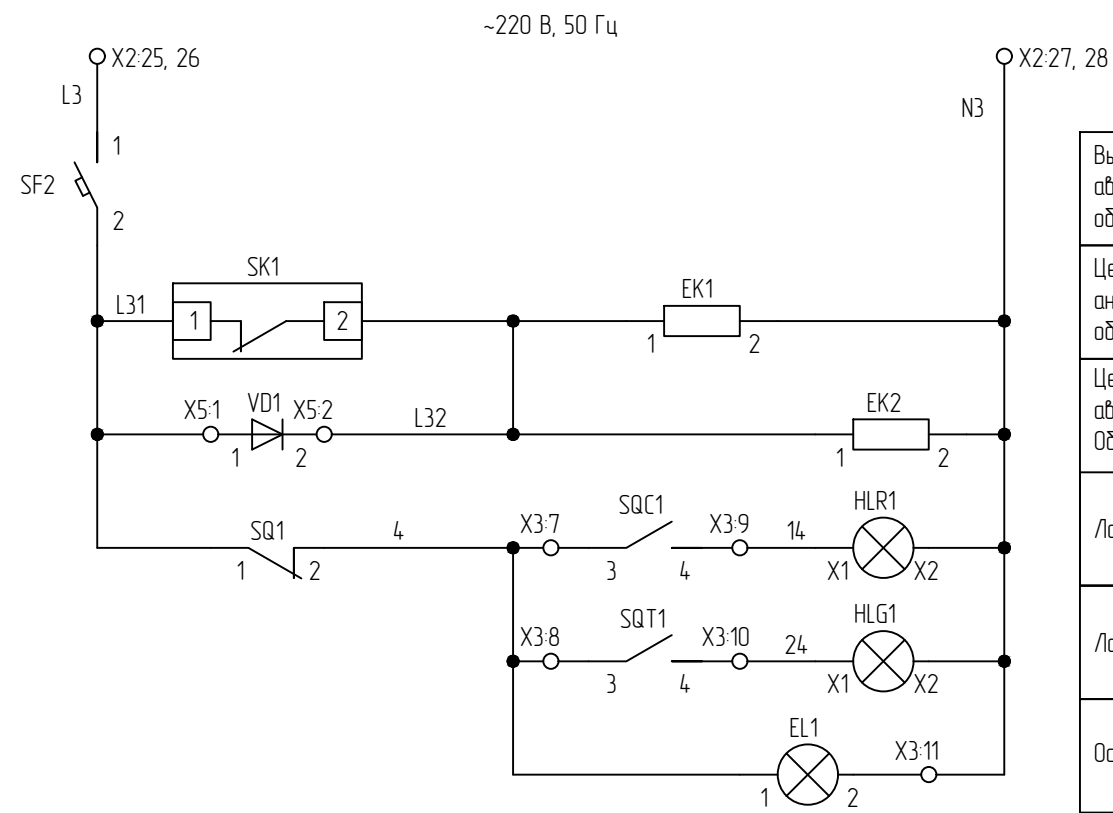 ~220 В, 50 Гц
X2:25, 26
X2:27, 28
L3
N3
1
SF2
2
SK1
EK1
L31
1
2
1
2
X5:1
VD1
X5:2
L32
EK2
1
2
1
2
SQ1
4
X3:7
SQC1
X3:9
14
HLR1
1
2
3
4
X1
X2
X3:8
SQT1
X3:10
24
HLG1
3
4
X1
X2
EL1
X3:11
1
2